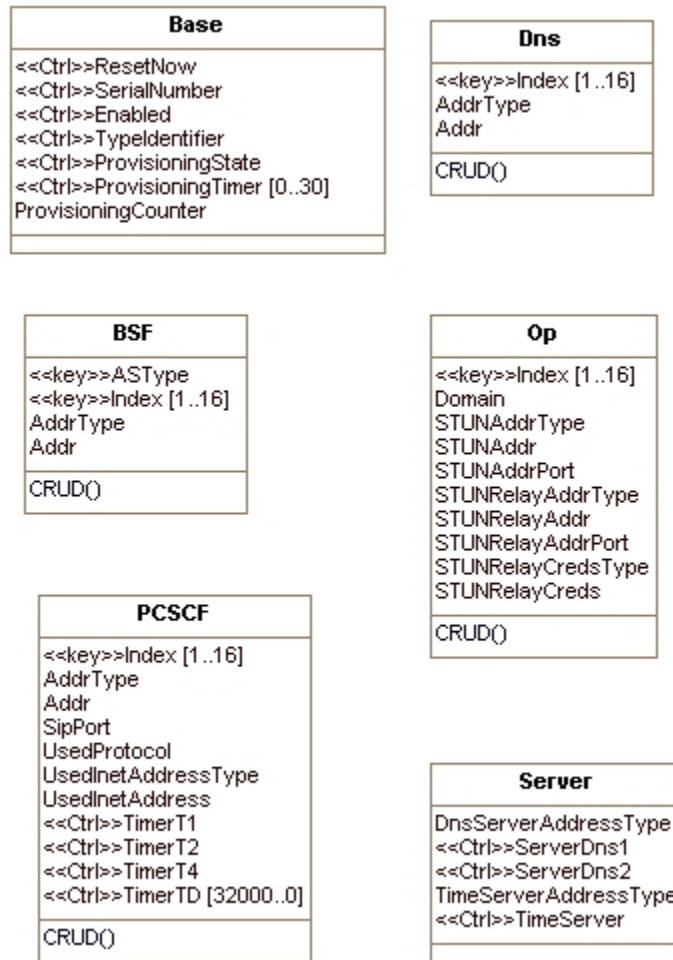 Base
<<Ctrl>>ResetNow
<<Ctrl>>SerialNumber
<<Ctrl>>Enabled
<<Ctrl>>TypeIdentifier
<<Ctrl>>ProvisioningState
<<Ctrl>>ProvisioningTimer [0..30]
ProvisioningCounter
Dns
<<key>>Index [1..16]
AddrType
Addr
CRUD()
BSF
<<key>>ASType
<<key>>Index [1..16]
AddrType
Addr
CRUD()
Op
<<key>>Index [1..16]
Domain
STUNAddrType
STUNAddr
STUNAddrPort
STUNRelayAddrType
STUNRelayAddr
STUNRelayAddrPort
STUNRelayCredsType
STUNRelayCreds
CRUD()
PCSCF
<<key>>Index [1..16]
AddrType
Addr
SipPort
UsedProtocol
UsedInetAddressType
UsedInetAddress
<<Ctrl>>TimerT1
<<Ctrl>>TimerT2
<<Ctrl>>TimerT4
<<Ctrl>>TimerTD [32000..0]
CRUD()
Server
DnsServerAddressType
<<Ctrl>>ServerDns1
<<Ctrl>>ServerDns2
TimeServerAddressType
<<Ctrl>>TimeServer